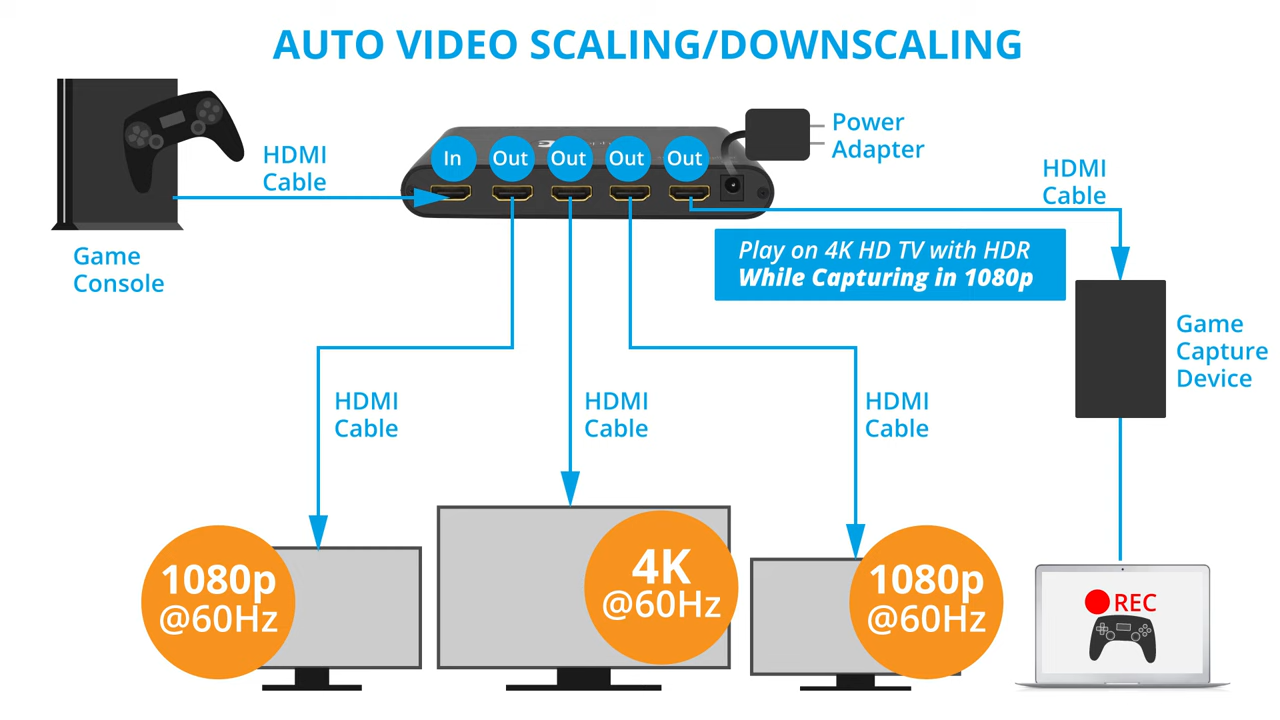 AUTO VIDEO SCALING/DOWNSCALING
In
Out
Out
Out
Out
Power
Adapter
HDMI
Cable
HDMI
Cable
Game
Console
Play on 4K HD TV with HDR
While Capturing in 1080p
Game
Capture
Device
HDMI
Cable
HDMI
Cable
HDMI
Cable
1080p
@60Hz
4K
@60Hz
1080p
@60Hz
REC